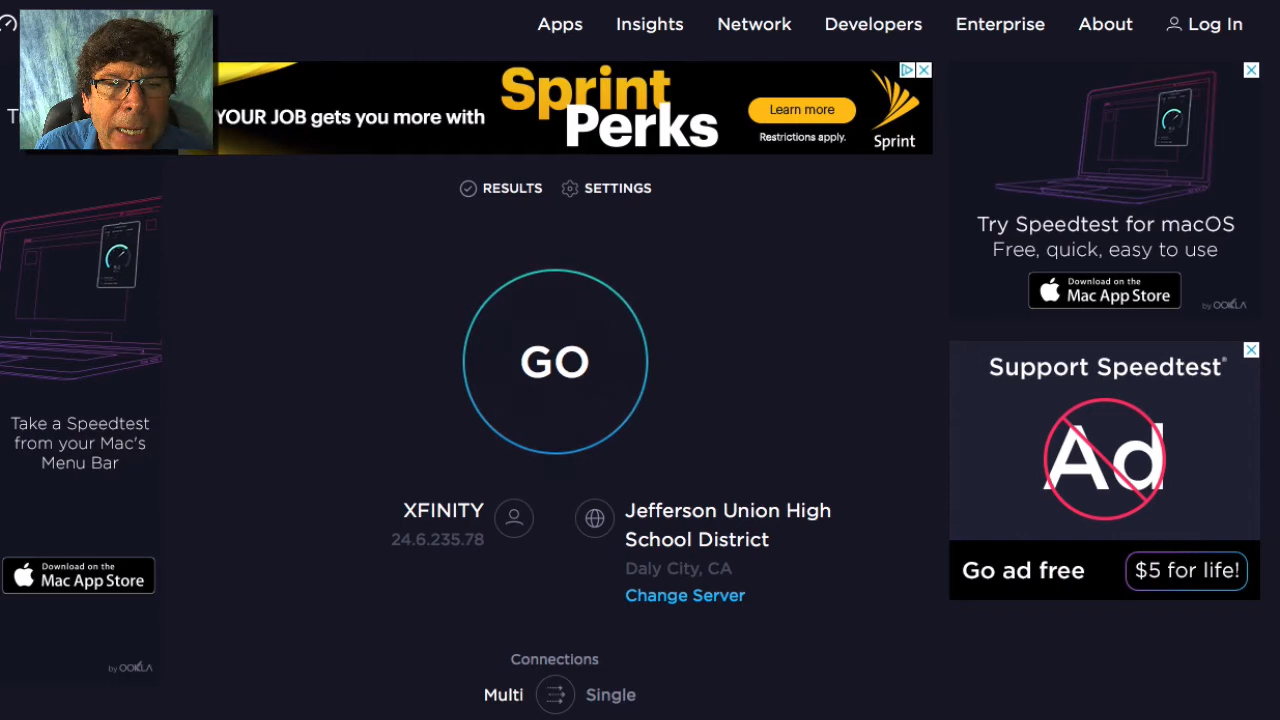 Apps Insights Network Developers Enterprise About Log In
YOUR JOB gets you more with
Sprint
Perks
Learn more
Restrictions apply.
Sprint
RESULTS SETTINGS
GO
XFINITY
24.6.235.78
Jefferson Union High
School District
Daly City, CA
Change Server
Connections
Multi Single
Take a Speedtest
from your Mac's
Menu Bar
Download on the
Mac App Store
by OOKLA
Try Speedtest for macOS
Free, quick, easy to use
Download on the
Mac App Store
by OOKLA
Support Speedtest®
Ad
Go ad free
$5 for life!